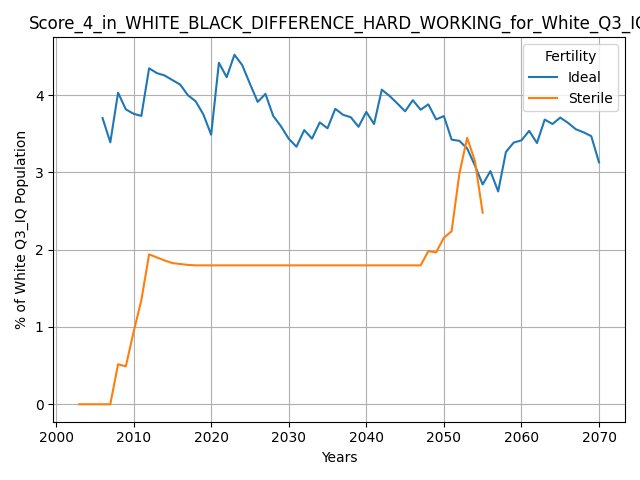 Score_4_in_WHITE_BLACK_DIFFERENCE_HARD_WORKING_for_White_Q3_IQ
Fertility
Ideal
Sterile
% of White Q3_IQ Population
4
3
2
1
0
2000 2010 2020 2030 2040 2050 2060 2070
Years